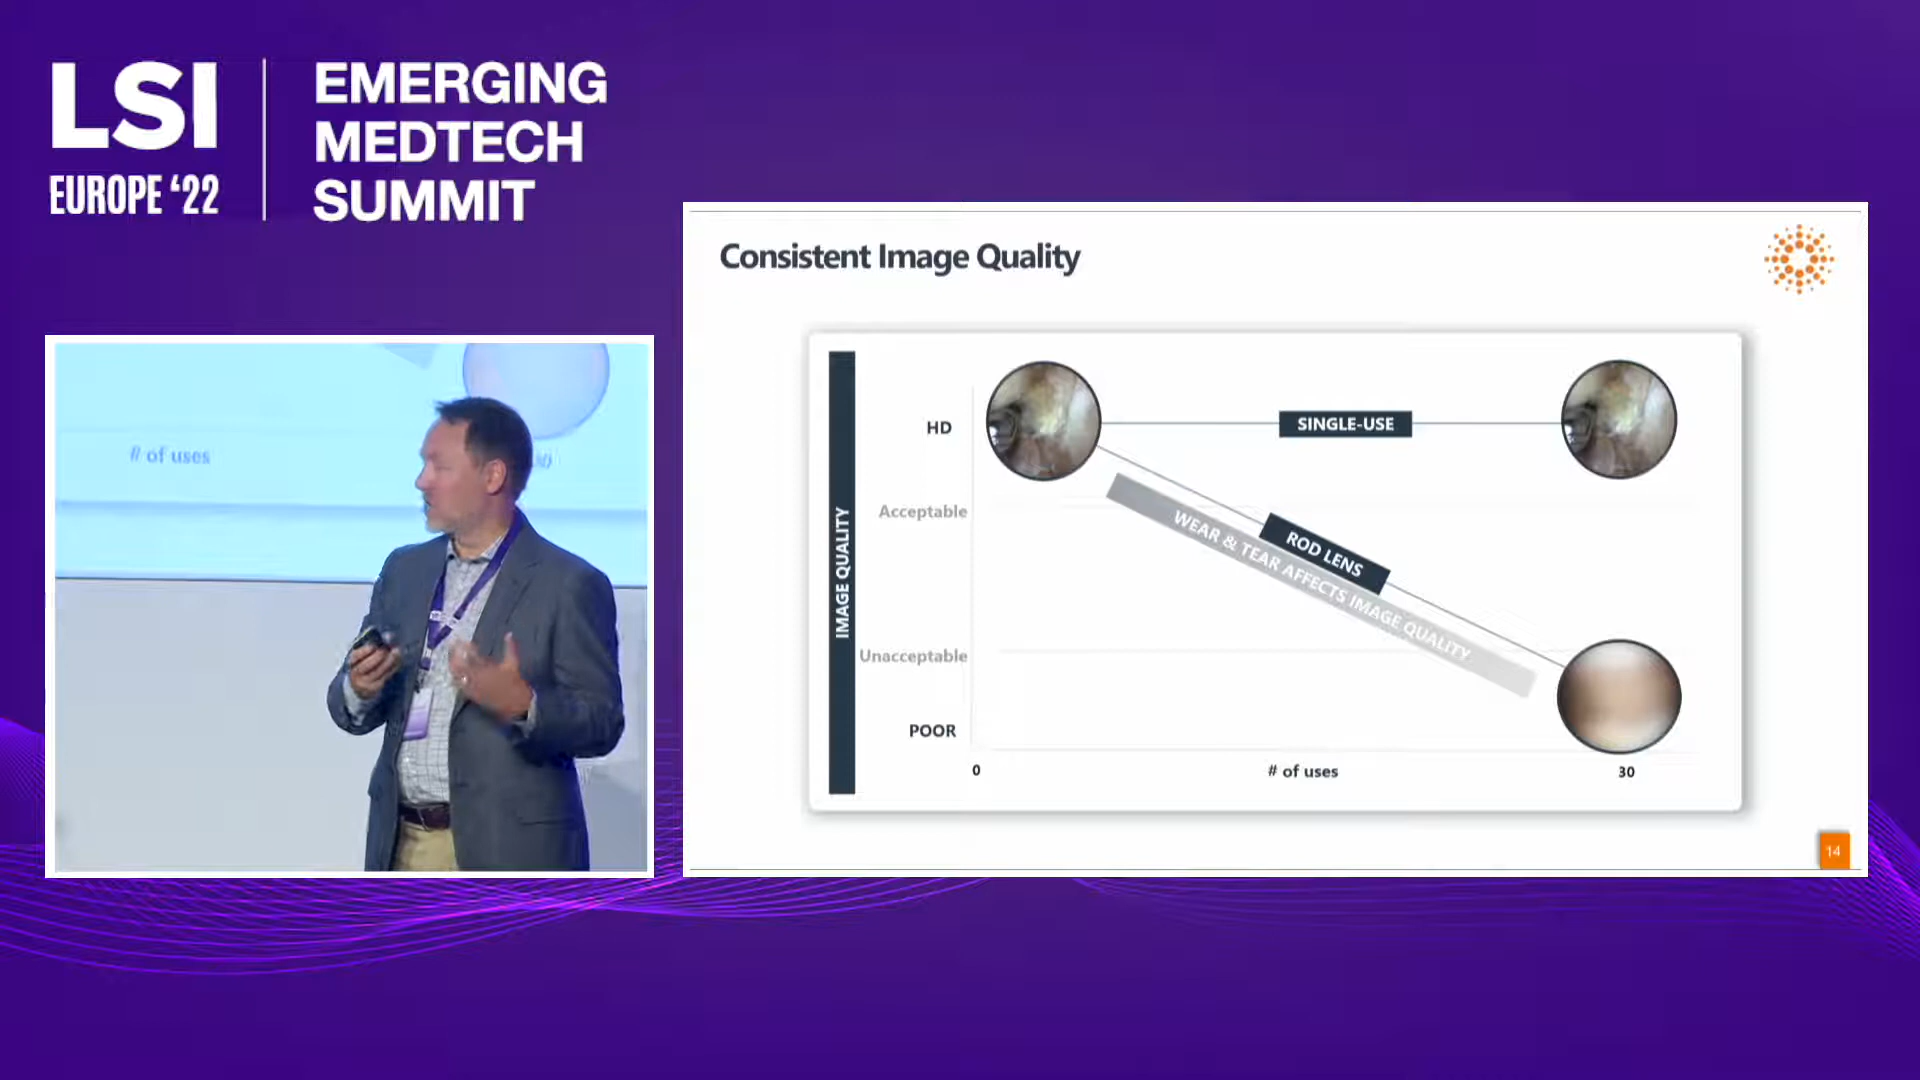 LSI
EUROPE ‘22
EMERGING
MEDTECH
SUMMIT
Consistent Image Quality
IMAGE QUALITY
HD
Acceptable
Unacceptable
POOR
SINGLE-USE
ROD LENS
WEAR & TEAR AFFECTS IMAGE QUALITY
0
# of uses
30
14
# of uses